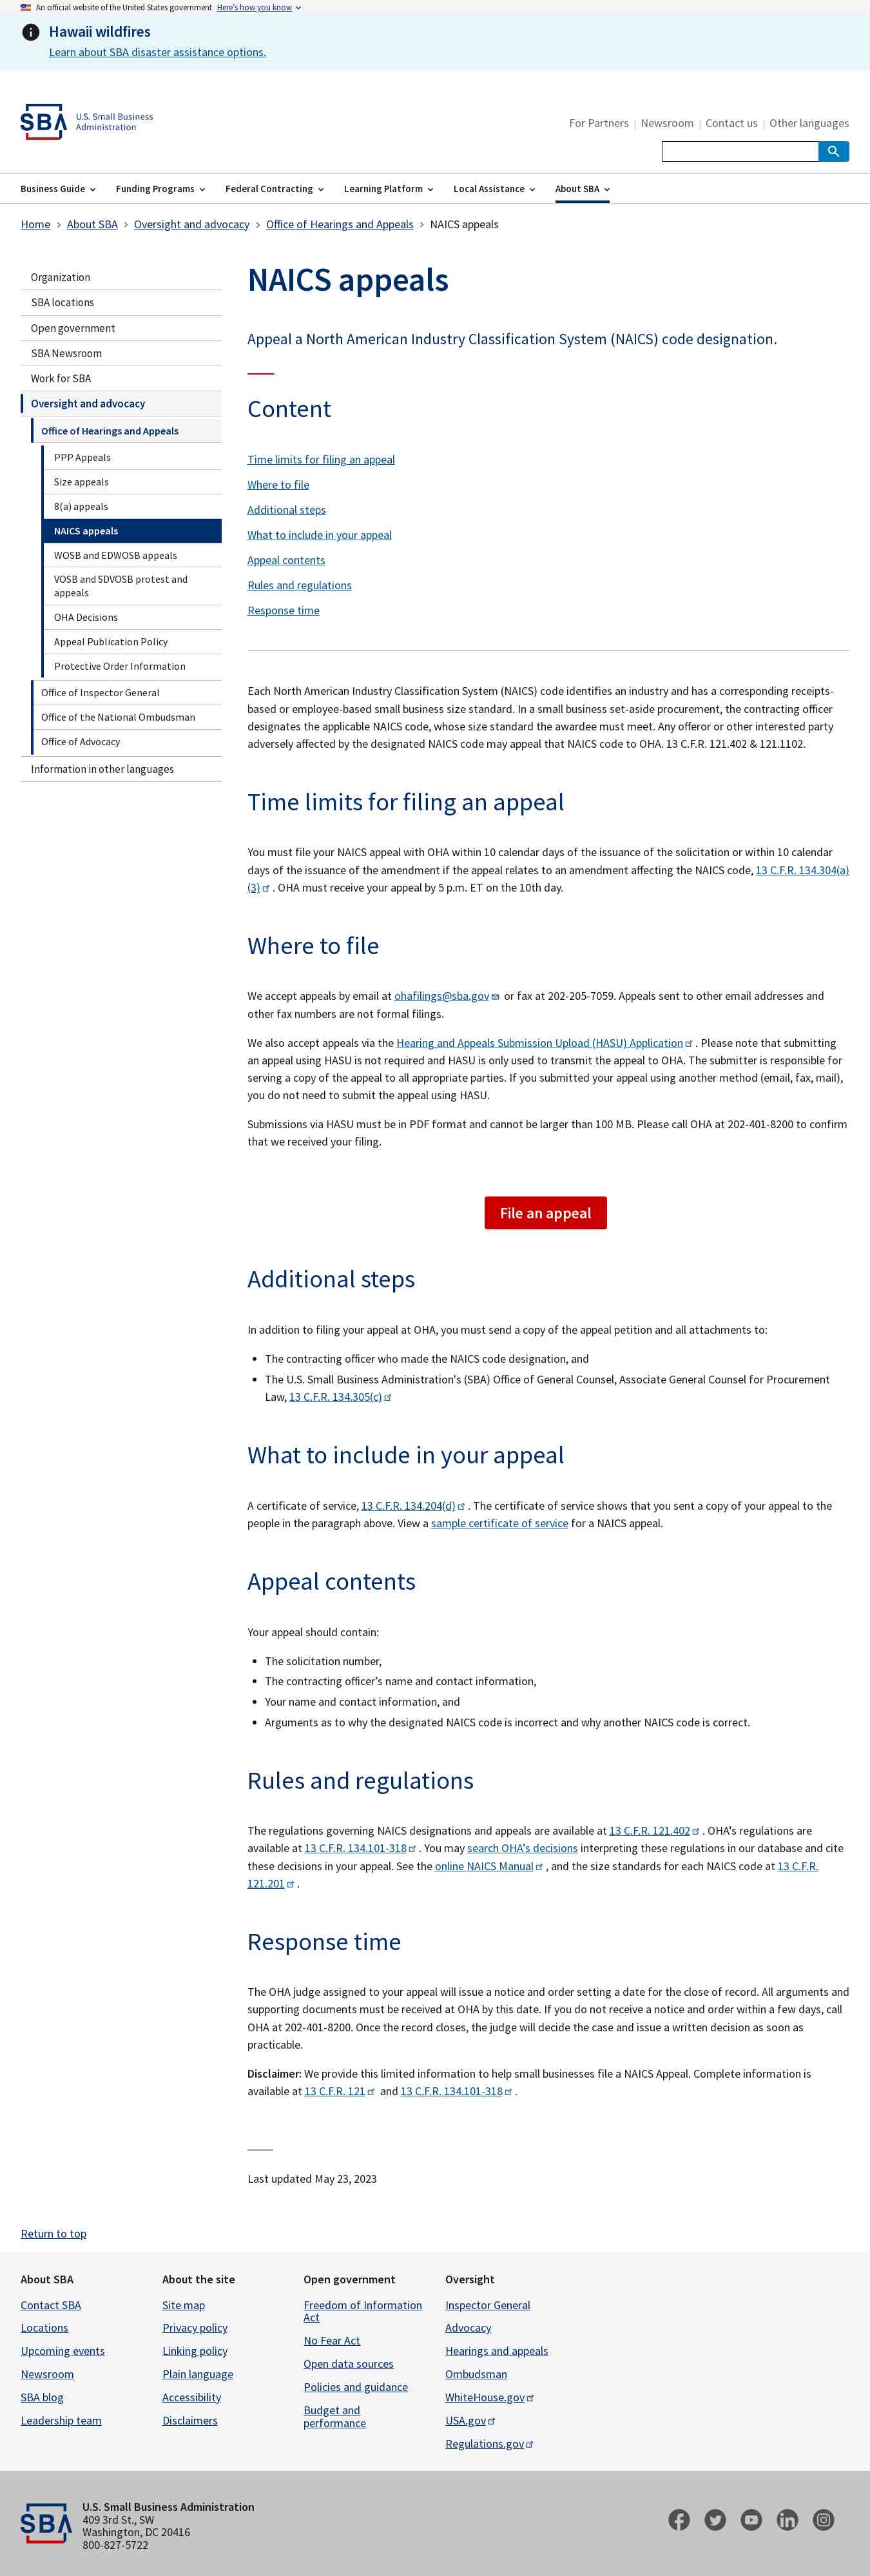 An official website of the United States government Here's how you know
Hawaii wildfires
Learn about SBA disaster assistance options.
SBA U.S. Small Business
Administration
For Partners | Newsroom | Contact us | Other languages
Business Guide Funding Programs Federal Contracting Learning Platform Local Assistance About SBA
Home > About SBA > Oversight and advocacy > Office of Hearings and Appeals > NAICS appeals
Organization
SBA locations
Open government
SBA Newsroom
Work for SBA
Oversight and advocacy
Office of Hearings and Appeals
PPP Appeals
Size appeals
8(a) appeals
NAICS appeals
WOSB and EDWOSB appeals
VOSB and SDVOSB protest and
appeals
OHA Decisions
Appeal Publication Policy
Protective Order Information
Office of Inspector General
Office of the National Ombudsman
Office of Advocacy
Information in other languages
NAICS appeals
Appeal a North American Industry Classification System (NAICS) code designation.
Content
Time limits for filing an appeal
Where to file
Additional steps
What to include in your appeal
Appeal contents
Rules and regulations
Response time
Each North American Industry Classification System (NAICS) code identifies an industry and has a corresponding receipts-
based or employee-based small business size standard. In a small business set-aside procurement, the contracting officer
designates the applicable NAICS code, whose size standard the awardee must meet. Any offeror or other interested party
adversely affected by the designated NAICS code may appeal that NAICS code to OHA. 13 C.F.R. 121.402 & 121.1102.
Time limits for filing an appeal
You must file your NAICS appeal with OHA within 10 calendar days of the issuance of the solicitation or within 10 calendar
days of the issuance of the amendment if the appeal relates to an amendment affecting the NAICS code, 13 C.F.R. 134.304(a)
(3) . OHA must receive your appeal by 5 p.m. ET on the 10th day.
Where to file
We accept appeals by email at ohafilings@sba.gov or fax at 202-205-7059. Appeals sent to other email addresses and
other fax numbers are not formal filings.
We also accept appeals via the Hearing and Appeals Submission Upload (HASU) Application . Please note that submitting
an appeal using HASU is not required and HASU is only used to transmit the appeal to OHA. The submitter is responsible for
serving a copy of the appeal to all appropriate parties. If you submitted your appeal using another method (email, fax, mail),
you do not need to submit the appeal using HASU.
Submissions via HASU must be in PDF format and cannot be larger than 100 MB. Please call OHA at 202-401-8200 to confirm
that we received your filing.
File an appeal
Additional steps
In addition to filing your appeal at OHA, you must send a copy of the appeal petition and all attachments to:
• The contracting officer who made the NAICS code designation, and
• The U.S. Small Business Administration's (SBA) Office of General Counsel, Associate General Counsel for Procurement
Law, 13 C.F.R. 134.305(c)
What to include in your appeal
A certificate of service, 13 C.F.R. 134.204(d) . The certificate of service shows that you sent a copy of your appeal to the
people in the paragraph above. View a sample certificate of service for a NAICS appeal.
Appeal contents
Your appeal should contain:
• The solicitation number,
• The contracting officer’s name and contact information,
• Your name and contact information, and
• Arguments as to why the designated NAICS code is incorrect and why another NAICS code is correct.
Rules and regulations
The regulations governing NAICS designations and appeals are available at 13 C.F.R. 121.402 . OHA’s regulations are
available at 13 C.F.R. 134.101-318 . You may search OHA’s decisions interpreting these regulations in our database and cite
these decisions in your appeal. See the online NAICS Manual , and the size standards for each NAICS code at 13 C.F.R.
121.201 .
Response time
The OHA judge assigned to your appeal will issue a notice and order setting a date for the close of record. All arguments and
supporting documents must be received at OHA by this date. If you do not receive a notice and order within a few days, call
OHA at 202-401-8200. Once the record closes, the judge will decide the case and issue a written decision as soon as
practicable.
Disclaimer: We provide this limited information to help small businesses file a NAICS Appeal. Complete information is
available at 13 C.F.R. 121 and 13 C.F.R. 134.101-318 .
Last updated May 23, 2023
Return to top
About SBA
Contact SBA
Locations
Upcoming events
Newsroom
SBA blog
Leadership team
About the site
Site map
Privacy policy
Linking policy
Plain language
Accessibility
Disclaimers
Open government
Freedom of Information
Act
No Fear Act
Open data sources
Policies and guidance
Budget and
performance
Oversight
Inspector General
Advocacy
Hearings and appeals
Ombudsman
WhiteHouse.gov
USA.gov
Regulations.gov
SBA
U.S. Small Business Administration
409 3rd St., SW
Washington, DC 20416
800-827-5722